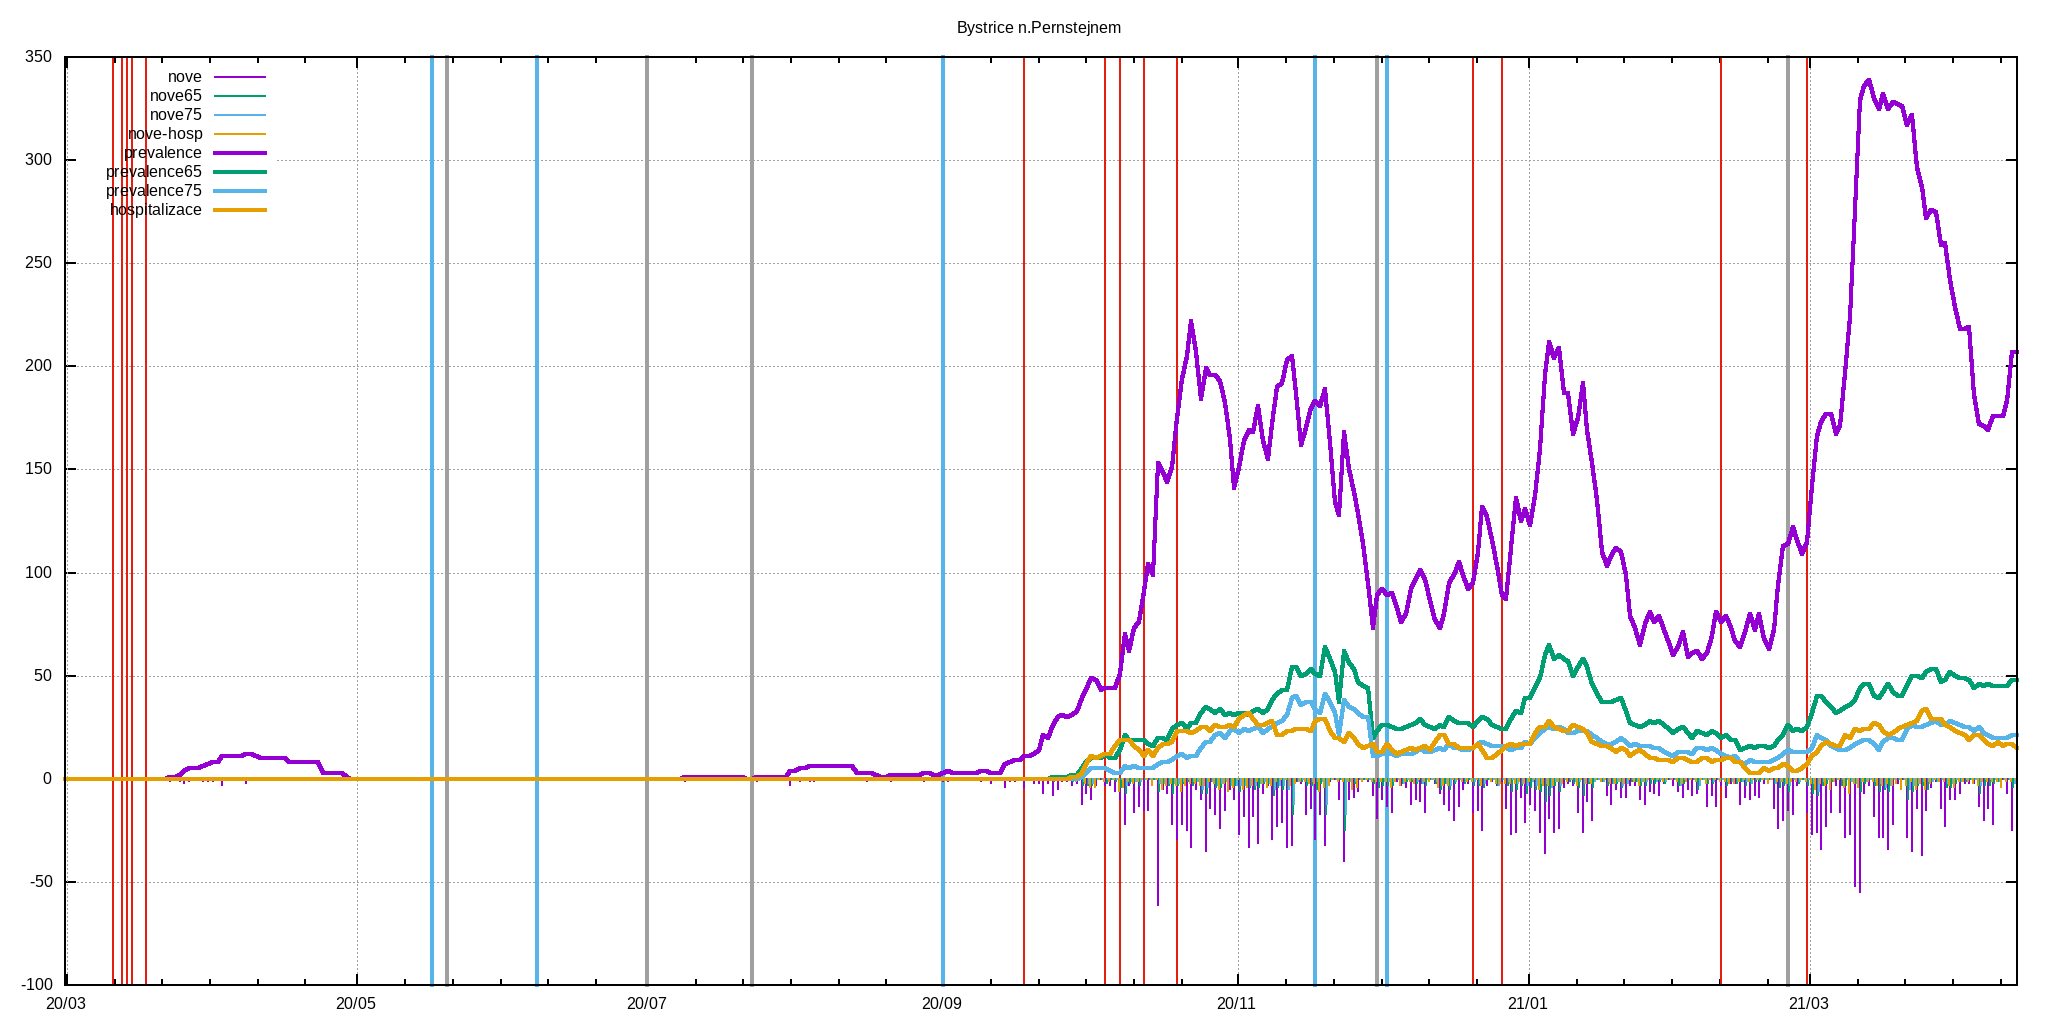 Bystrice n.Pernstejnem
350
300
250
200
150
100
50
0
-50
-100
nove
nove65
nove75
nove-hosp
prevalence
prevalence65
prevalence75
hospitalizace
20/03 20/05 20/07 20/09 20/11 21/01 21/03